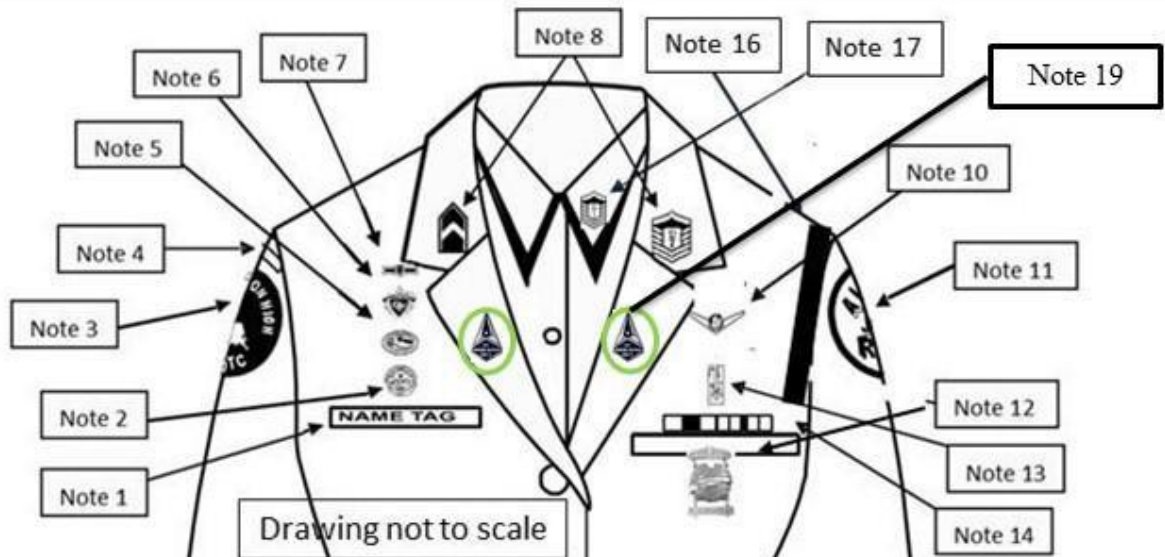 Note 8
Note 16
Note 17
Note 19
Note 7
Note 6
Note 5
Note 10
Note 4
Note 11
Note 3
OTC
Note 2
NAME TAG
Note 12
Note 1
Note 13
Drawing not to scale
Note 14